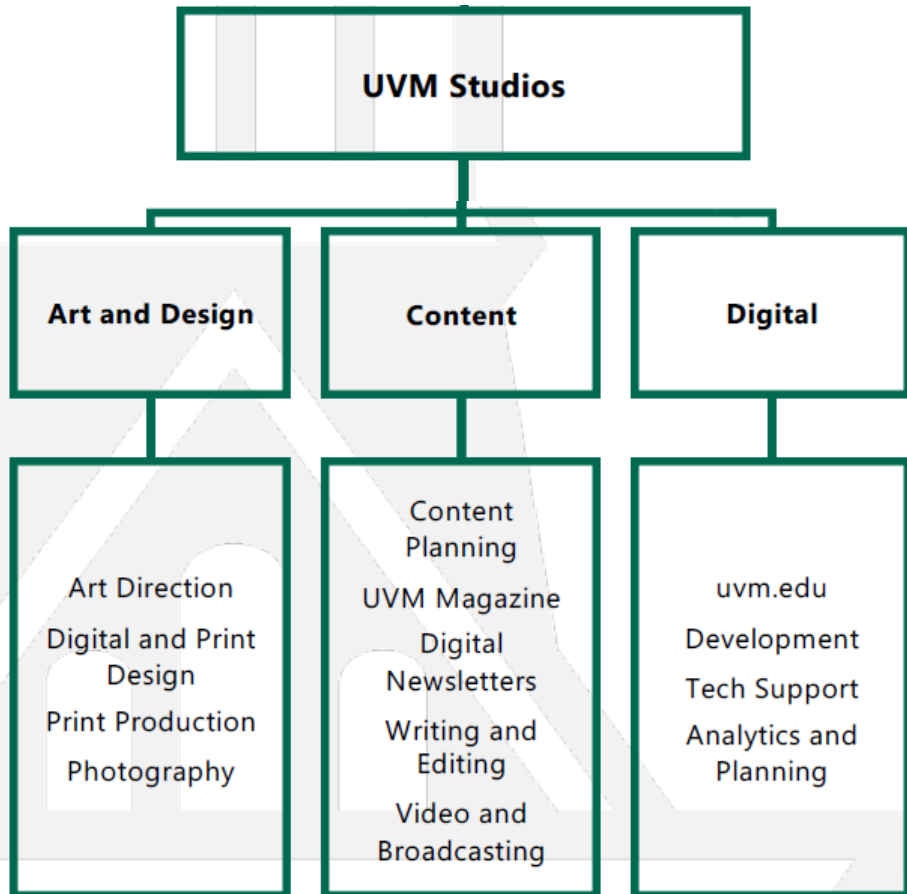 UVM Studios
Art and Design
Content
Digital
Art Direction
Digital and Print
Design
Print Production
Photography
Content
Planning
UVM Magazine
Digital
Newsletters
Writing and
Editing
Video and
Broadcasting
uvm.edu
Development
Tech Support
Analytics and
Planning